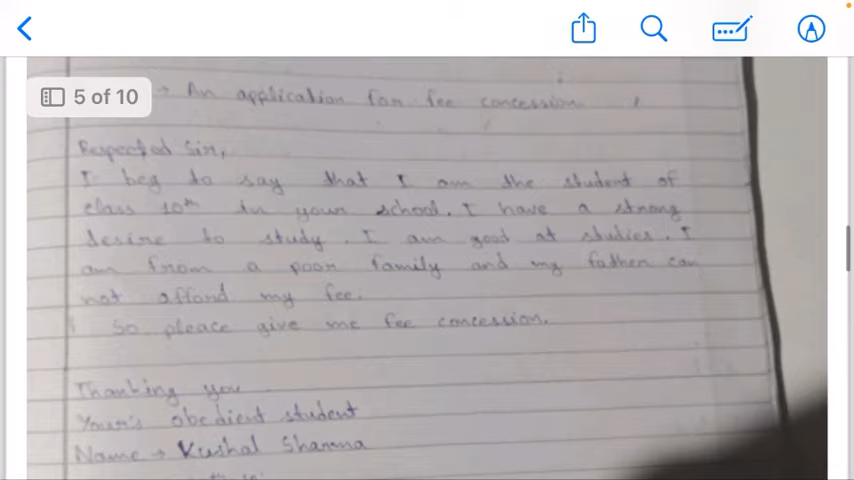 5 of 10
→ An application for fee concession
Respected Sir,
I beg to say that I am the student of
class 10th in your school. I have a strong
desire to study. I am good at studies. I
am from a poor family and my father can
not afford my fee.
So pleace give me fee concession.
Thanking you
Your's obedient student
Name → Kushal Sharma